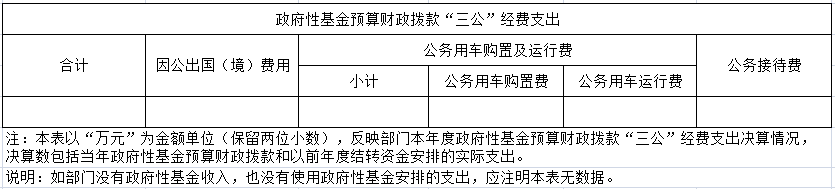 政府性基金预算财政拨款“三公”经费支出
合计
因公出国（境）费用
公务用车购置及运行费
公务接待费
小计
公务用车购置费
公务用车运行费
注：本表以“万元”为金额单位（保留两位小数），反映部门本年度政府性基金预算财政拨款“三公”经费支出决算情况，
决算数包括当年政府性基金预算财政拨款和以前年度结转资金安排的实际支出。
说明：如部门没有政府性基金收入，也没有使用政府性基金安排的支出，应注明本表无数据。